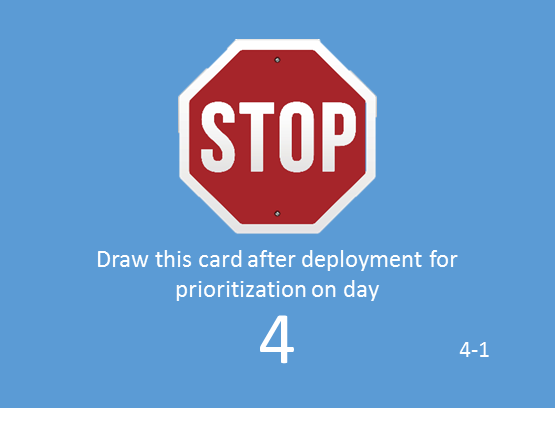 STOP
Draw this card after deployment for
prioritization on day
4
4-1